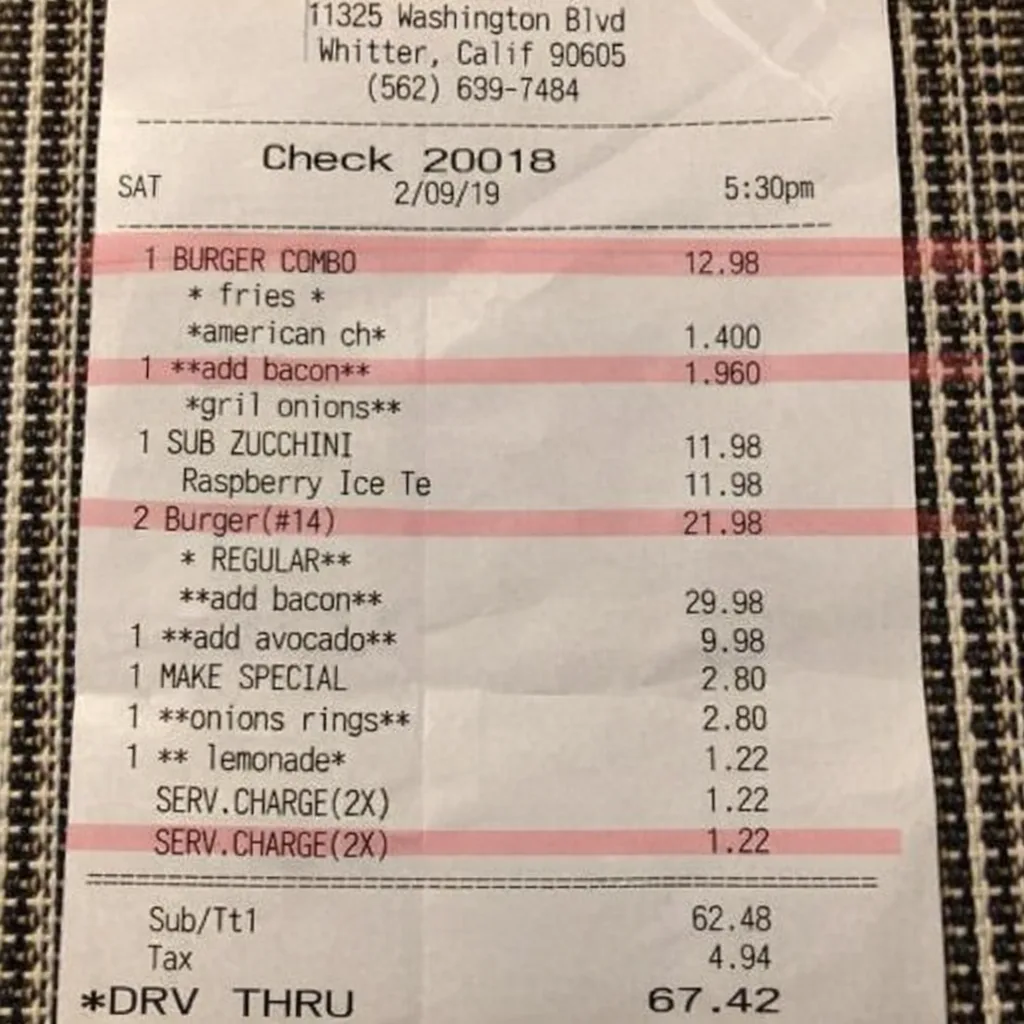 11325 Washington Blvd
Whitter, Calif 90605
(562) 639-7484
Check 20018
SAT 2/09/19 5:30pm
1 BURGER COMBO 12.98
* fries *
*american ch* 1.400
1 **add bacon** 1.960
*gril onions**
1 SUB ZUCCHINI 11.98
Raspberry Ice Te 11.98
2 Burger(#14) 21.98
* REGULAR**
**add bacon** 29.98
1 **add avocado** 9.98
1 MAKE SPECIAL 2.80
1 **onions rings** 2.80
1 ** lemonade* 1.22
SERV.CHARGE(2X) 1.22
SERV.CHARGE(2X) 1.22
Sub/Tt1 62.48
Tax 4.94
*DRV THRU 67.42